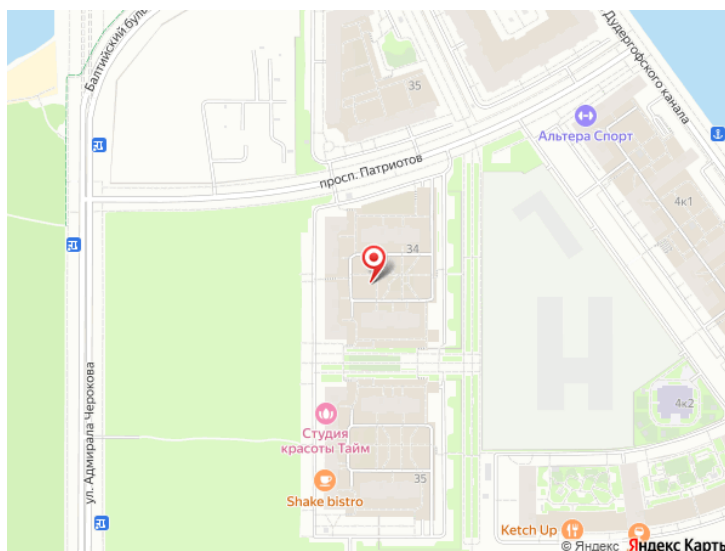 Балтийский буль
Дудергофского канала
35
Альтера Спорт
просп. Патриотов
4к1
34
ул. Адмирала Черокова
4к2
Студия
красоты Тайм
35
Shake bistro
Ketch Up
© Яндекс Яндекс Карты